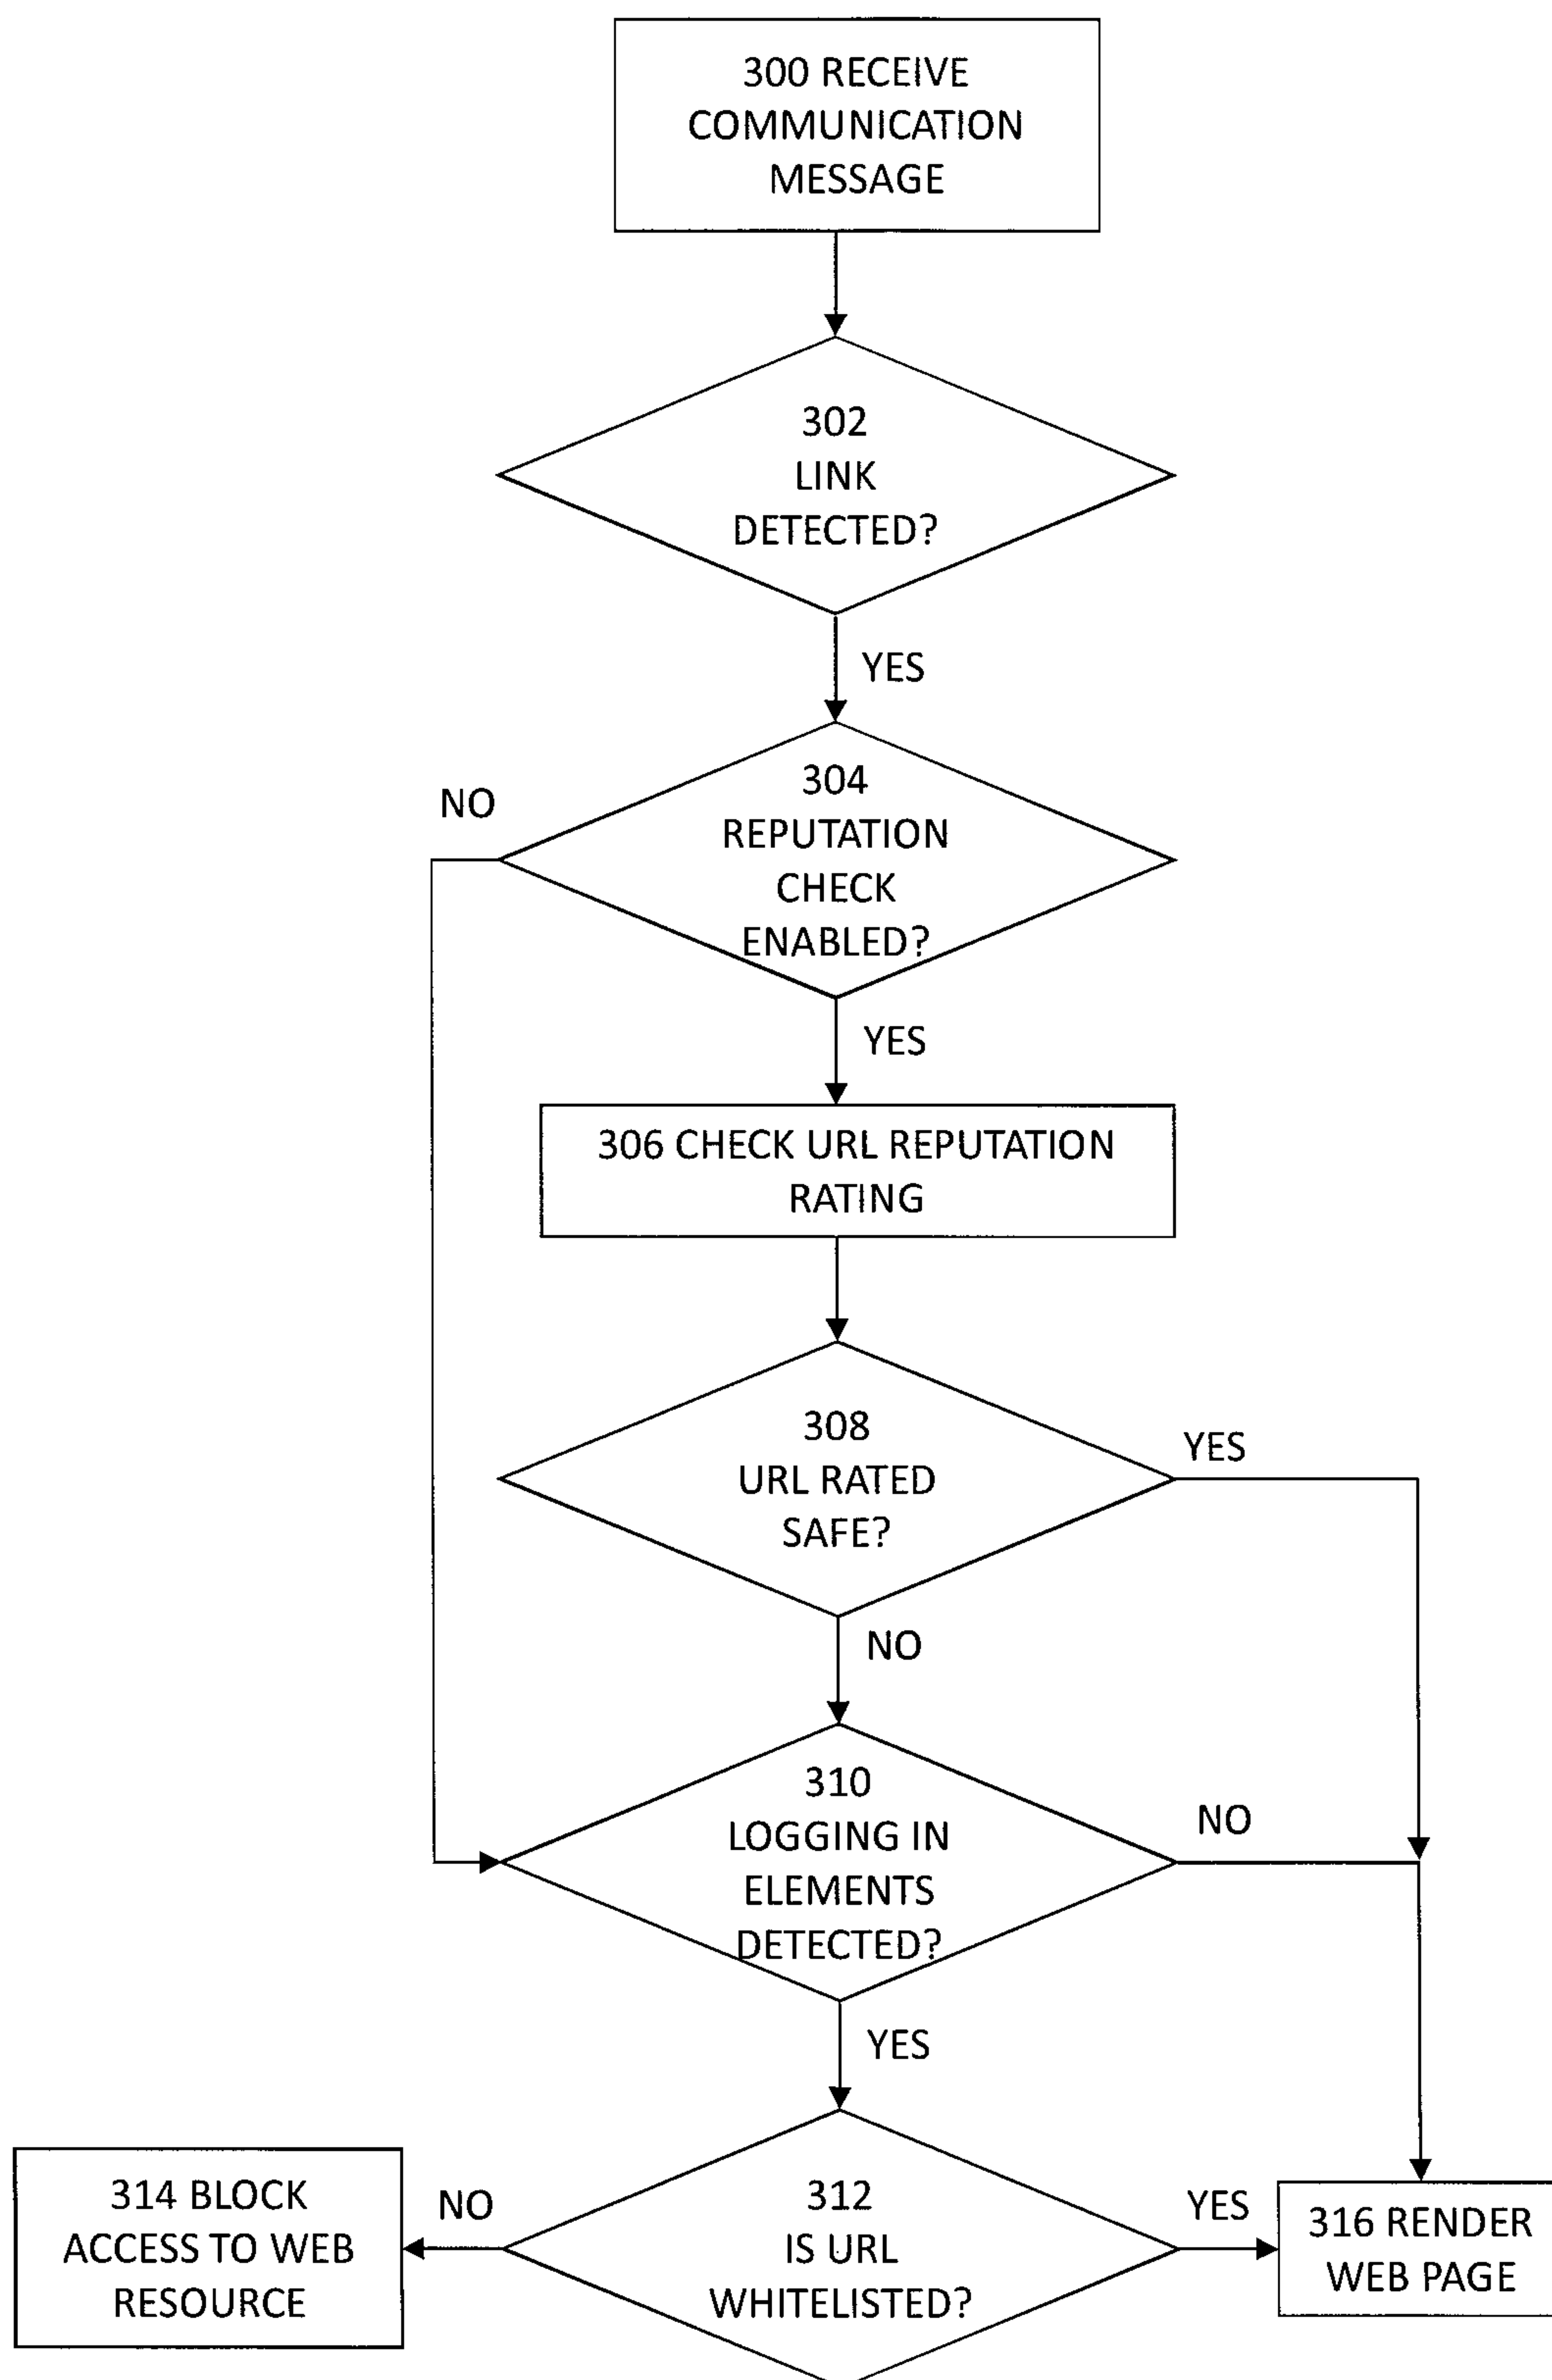 300 RECEIVE
COMMUNICATION
MESSAGE
302
LINK
DETECTED?
YES
304
REPUTATION
CHECK
ENABLED?
NO
YES
306 CHECK URL REPUTATION
RATING
308
URL RATED
SAFE?
YES
NO
310
LOGGING IN
ELEMENTS
DETECTED?
NO
YES
312
IS URL
WHITELISTED?
NO
YES
314 BLOCK
ACCESS TO WEB
RESOURCE
316 RENDER
WEB PAGE